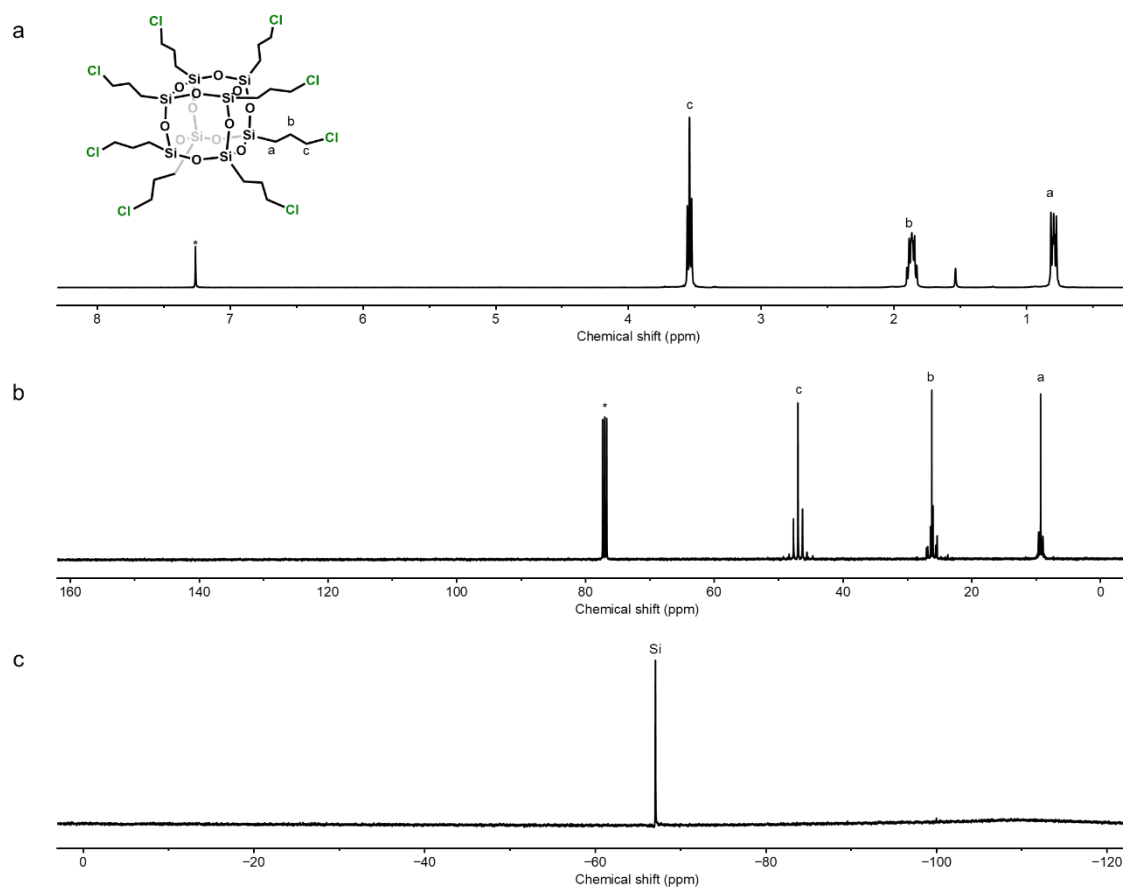 a
Cl Cl
Cl Si O Si Cl
O O
Si O Si
O O O b
O Si O Si Cl
Cl Si O Si O a c
Cl Cl
* c b a
8 7 6 5 4 3 2 1
Chemical shift (ppm)
b
* c b a
160 140 120 100 80 60 40 20 0
Chemical shift (ppm)
c
Si
0 −20 −40 −60 −80 −100 −120
Chemical shift (ppm)